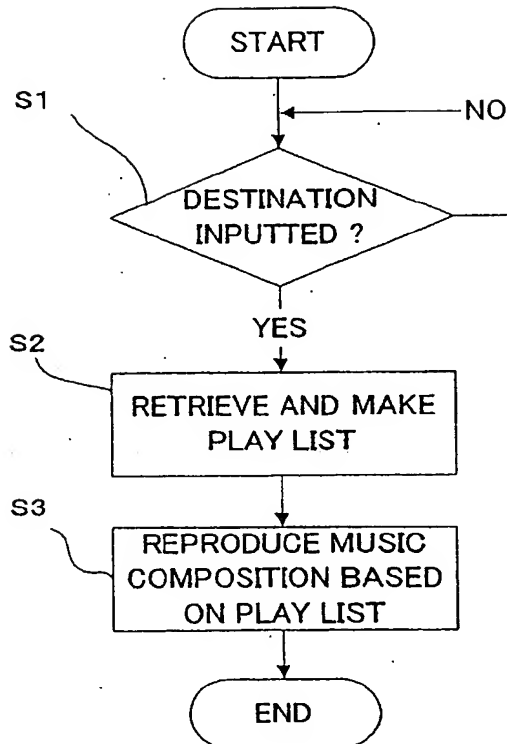 START
S1
NO
DESTINATION
INPUTTED ?
YES
S2
RETRIEVE AND MAKE
PLAY LIST
S3
REPRODUCE MUSIC
COMPOSITION BASED
ON PLAY LIST
END